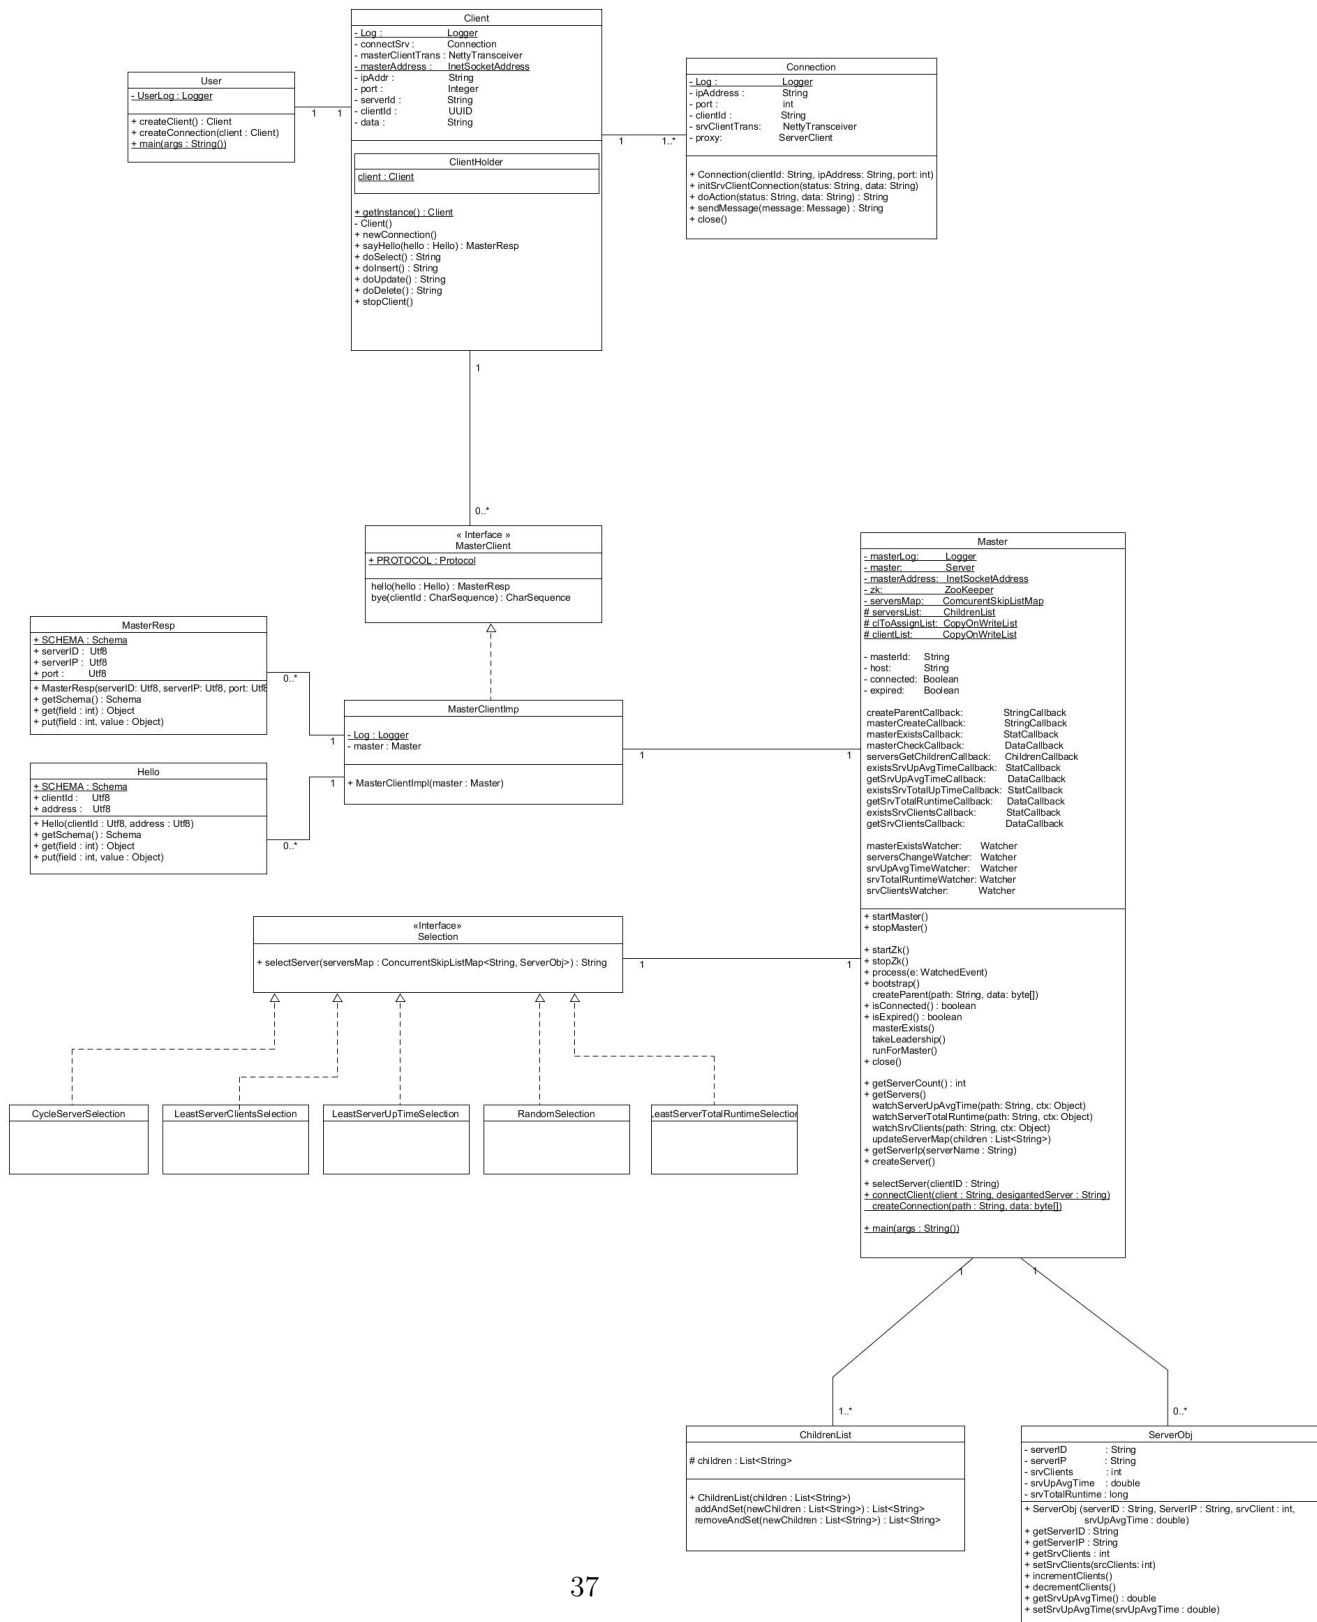 Client
- Log : Logger
- connectSrv : Connection
- masterClientTrans : NettyTransceiver
- masterAddress : InetSocketAddress
- ipAddr : String
- port : Integer
- serverId : String
- clientId : UUID
- data : String
ClientHolder
client : Client
+ getInstance() : Client
- Client()
+ newConnection()
+ sayHello(hello : Hello) : MasterResp
+ doSelect() : String
+ doInsert() : String
+ doUpdate() : String
+ doDelete() : String
+ stopClient()
User
- UserLog : Logger
+ createClient() : Client
+ createConnection(client : Client)
+ main(args : String())
1 1
Connection
- Log : Logger
- ipAddress : String
- port : int
- clientId : String
- srvClientTrans: NettyTransceiver
- proxy: ServerClient
+ Connection(clientId: String, ipAddress: String, port: int)
+ initSrvClientConnection(status: String, data: String)
+ doAction(status: String, data: String) : String
+ sendMessage(message: Message) : String
+ close()
1 1..*
1
0..*
« Interface »
MasterClient
+ PROTOCOL : Protocol
hello(hello : Hello) : MasterResp
bye(clientId : CharSequence) : CharSequence
MasterResp
+ SCHEMA : Schema
+ serverID : Utf8
+ serverIP : Utf8
+ port : Utf8
+ MasterResp(serverID: Utf8, serverIP: Utf8, port: Utf8
+ getSchema() : Schema
+ get(field : int) : Object
+ put(field : int, value : Object)
0..*
1
MasterClientImp
- Log : Logger
- master : Master
+ MasterClientImpl(master : Master)
1 1
Hello
+ SCHEMA : Schema
+ clientId : Utf8
+ address : Utf8
+ Hello(clientId : Utf8, address : Utf8)
+ getSchema() : Schema
+ get(field : int) : Object
+ put(field : int, value : Object)
1
0..*
Master
- masterLog: Logger
- master: Server
- masterAddress: InetSocketAddress
- zk: ZooKeeper
- serversMap: ComcurentSkipListMap
# serversList: ChildrenList
# clToAssignList: CopyOnWriteList
# clientList: CopyOnWriteList
- masterId: String
- host: String
- connected: Boolean
- expired: Boolean
createParentCallback: StringCallback
masterCreateCallback: StringCallback
masterExistsCallback: StatCallback
masterCheckCallback: DataCallback
serversGetChildrenCallback: ChildrenCallback
existsSrvUpAvgTimeCallback: StatCallback
getSrvUpAvgTimeCallback: DataCallback
existsSrvTotalUpTimeCallback: StatCallback
getSrvTotalRuntimeCallback: DataCallback
existsSrvClientsCallback: StatCallback
getSrvClientsCallback: DataCallback
masterExistsWatcher: Watcher
serversChangeWatcher: Watcher
srvUpAvgTimeWatcher: Watcher
srvTotalRuntimeWatcher: Watcher
srvClientsWatcher: Watcher
+ startMaster()
+ stopMaster()
+ startZk()
+ stopZk()
+ process(e: WatchedEvent)
+ bootstrap()
createParent(path: String, data: byte[])
+ isConnected() : boolean
+ isExpired() : boolean
masterExists()
takeLeadership()
runForMaster()
+ close()
+ getServerCount() : int
+ getServers()
watchServerUpAvgTime(path: String, ctx: Object)
watchServerTotalRuntime(path: String, ctx: Object)
watchSrvClients(path: String, ctx: Object)
updateServerMap(children : List<String>)
+ getServerIp(serverName : String)
+ createServer()
+ selectServer(clientID : String)
+ connectClient(client : String, desigantedServer : String)
createConnection(path : String, data: byte[])
+ main(args : String())
«Interface»
Selection
+ selectServer(serversMap : ConcurrentSkipListMap<String, ServerObj>) : String
1 1
CycleServerSelection
LeastServerClientsSelection
LeastServerUpTimeSelection
RandomSelection
LeastServerTotalRuntimeSelection
1 1
1..* 0..*
ChildrenList
# children : List<String>
+ ChildrenList(children : List<String>)
addAndSet(newChildren : List<String>) : List<String>
removeAndSet(newChildren : List<String>) : List<String>
ServerObj
- serverID : String
- serverIP : String
- srvClients : int
- srvUpAvgTime : double
- srvTotalRuntime : long
+ ServerObj (serverID : String, ServerIP : String, srvClient : int,
srvUpAvgTime : double)
+ getServerID : String
+ getServerIP : String
+ getSrvClients : int
+ setSrvClients(srcClients: int)
+ incrementClients()
+ decrementClients()
+ getSrvUpAvgTime() : double
+ setSrvUpAvgTime(srvUpAvgTime : double)
37